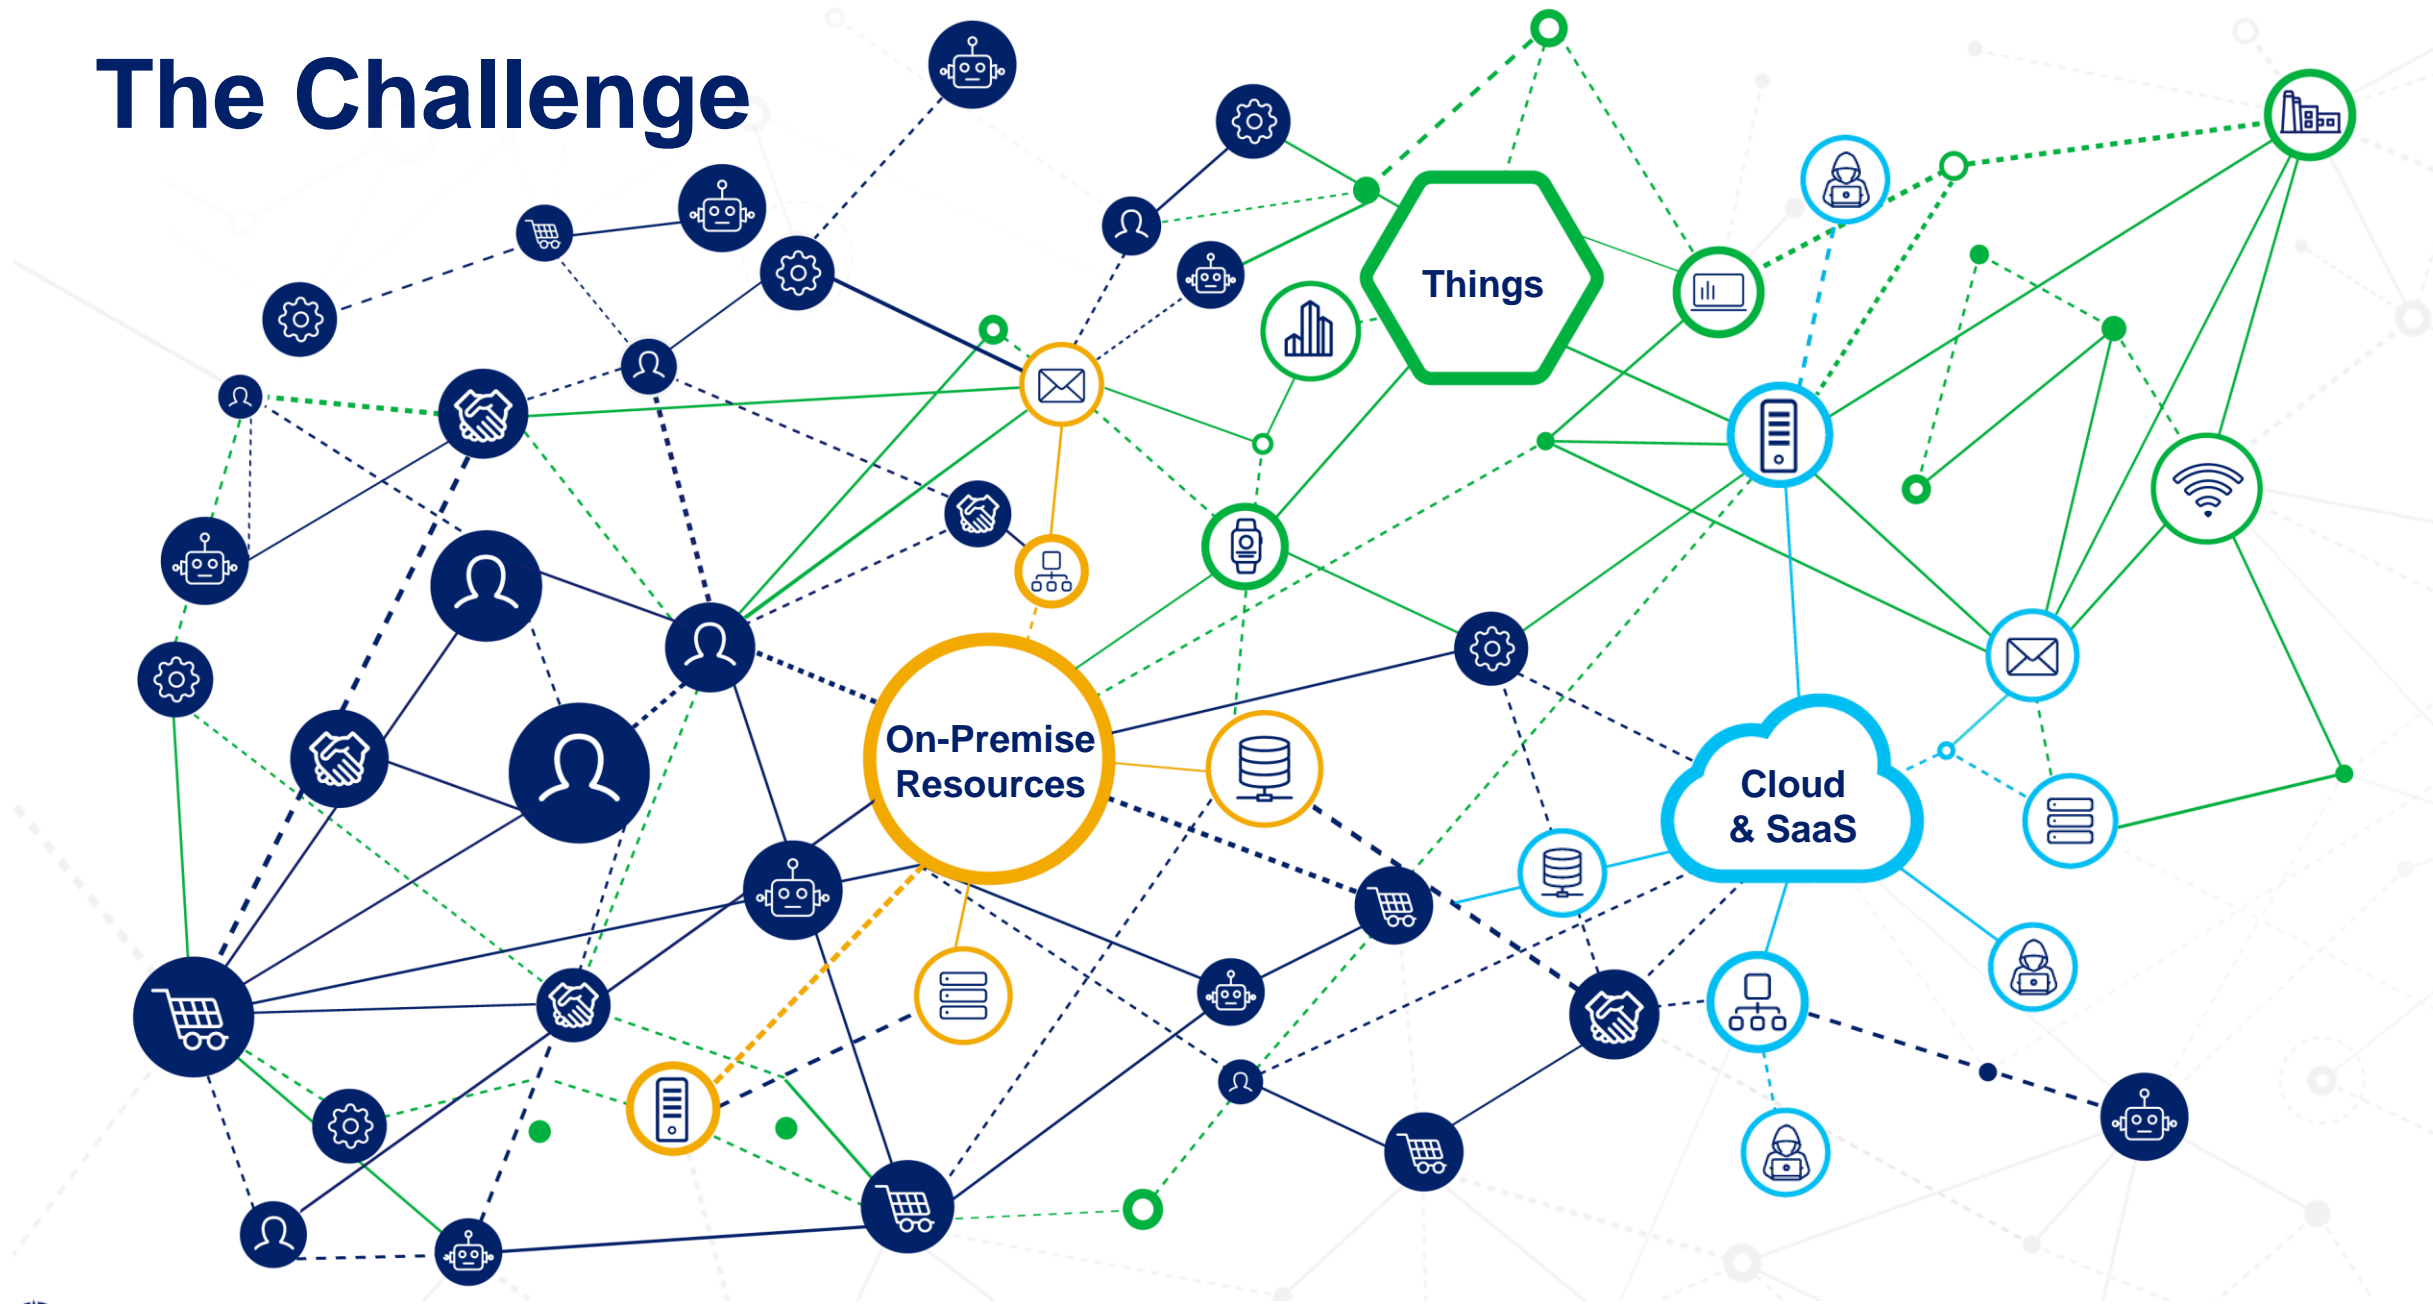 The Challenge
Things
On-Premise
Resources
Cloud
& SaaS